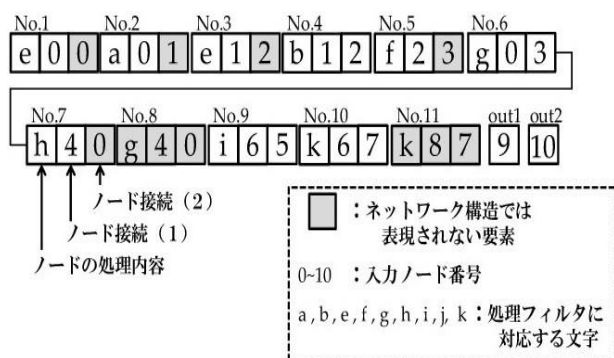 No.1 No.2 No.3 No.4 No.5 No.6
e 0 0 a 0 1 e 1 2 b 1 2 f 2 3 g 0 3
No.7 No.8 No.9 No.10 No.11 out1 out2
h 4 0 g 4 0 i 6 5 k 6 7 k 8 7 9 10
ノード接続（2）
ノード接続（1）
ノードの処理内容
：ネットワーク構造では
表現されない要素
0~10 ：入力ノード番号
a, b, e, f, g, h, i, j, k：処理フィルタに
対応する文字